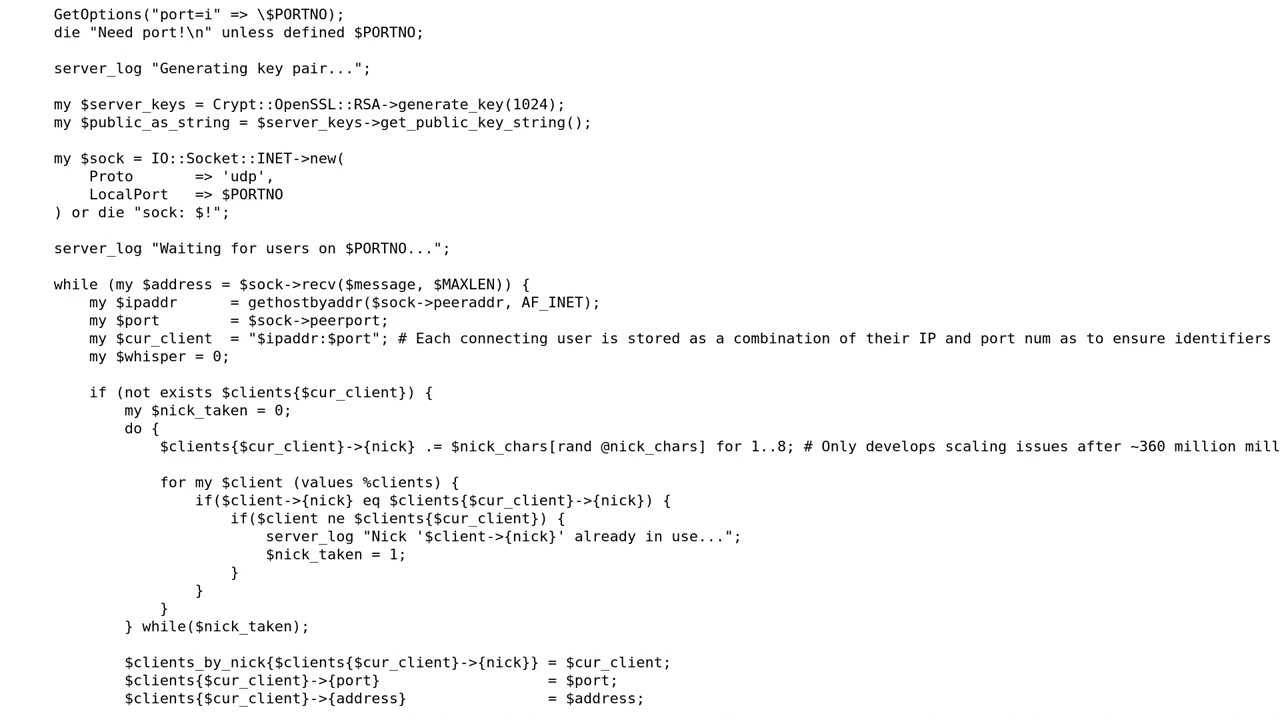 GetOptions("port=i" => \$PORTNO);
die "Need port!\n" unless defined $PORTNO;

server_log "Generating key pair...";

my $server_keys = Crypt::OpenSSL::RSA->generate_key(1024);
my $public_as_string = $server_keys->get_public_key_string();

my $sock = IO::Socket::INET->new(
    Proto       => 'udp',
    LocalPort   => $PORTNO
) or die "sock: $!";

server_log "Waiting for users on $PORTNO...";

while (my $address = $sock->recv($message, $MAXLEN)) {
    my $ipaddr      = gethostbyaddr($sock->peeraddr, AF_INET);
    my $port        = $sock->peerport;
    my $cur_client  = "$ipaddr:$port"; # Each connecting user is stored as a combination of their IP and port num as to ensure identifiers
    my $whisper = 0;

    if (not exists $clients{$cur_client}) {
        my $nick_taken = 0;
        do {
            $clients{$cur_client}->{nick} .= $nick_chars[rand @nick_chars] for 1..8; # Only develops scaling issues after ~360 million mill

            for my $client (values %clients) {
                if($client->{nick} eq $clients{$cur_client}->{nick}) {
                    if($client ne $clients{$cur_client}) {
                        server_log "Nick '$client->{nick}' already in use...";
                        $nick_taken = 1;
                    }
                }
            }
        } while($nick_taken);

        $clients_by_nick{$clients{$cur_client}->{nick}} = $cur_client;
        $clients{$cur_client}->{port}                   = $port;
        $clients{$cur_client}->{address}                = $address;